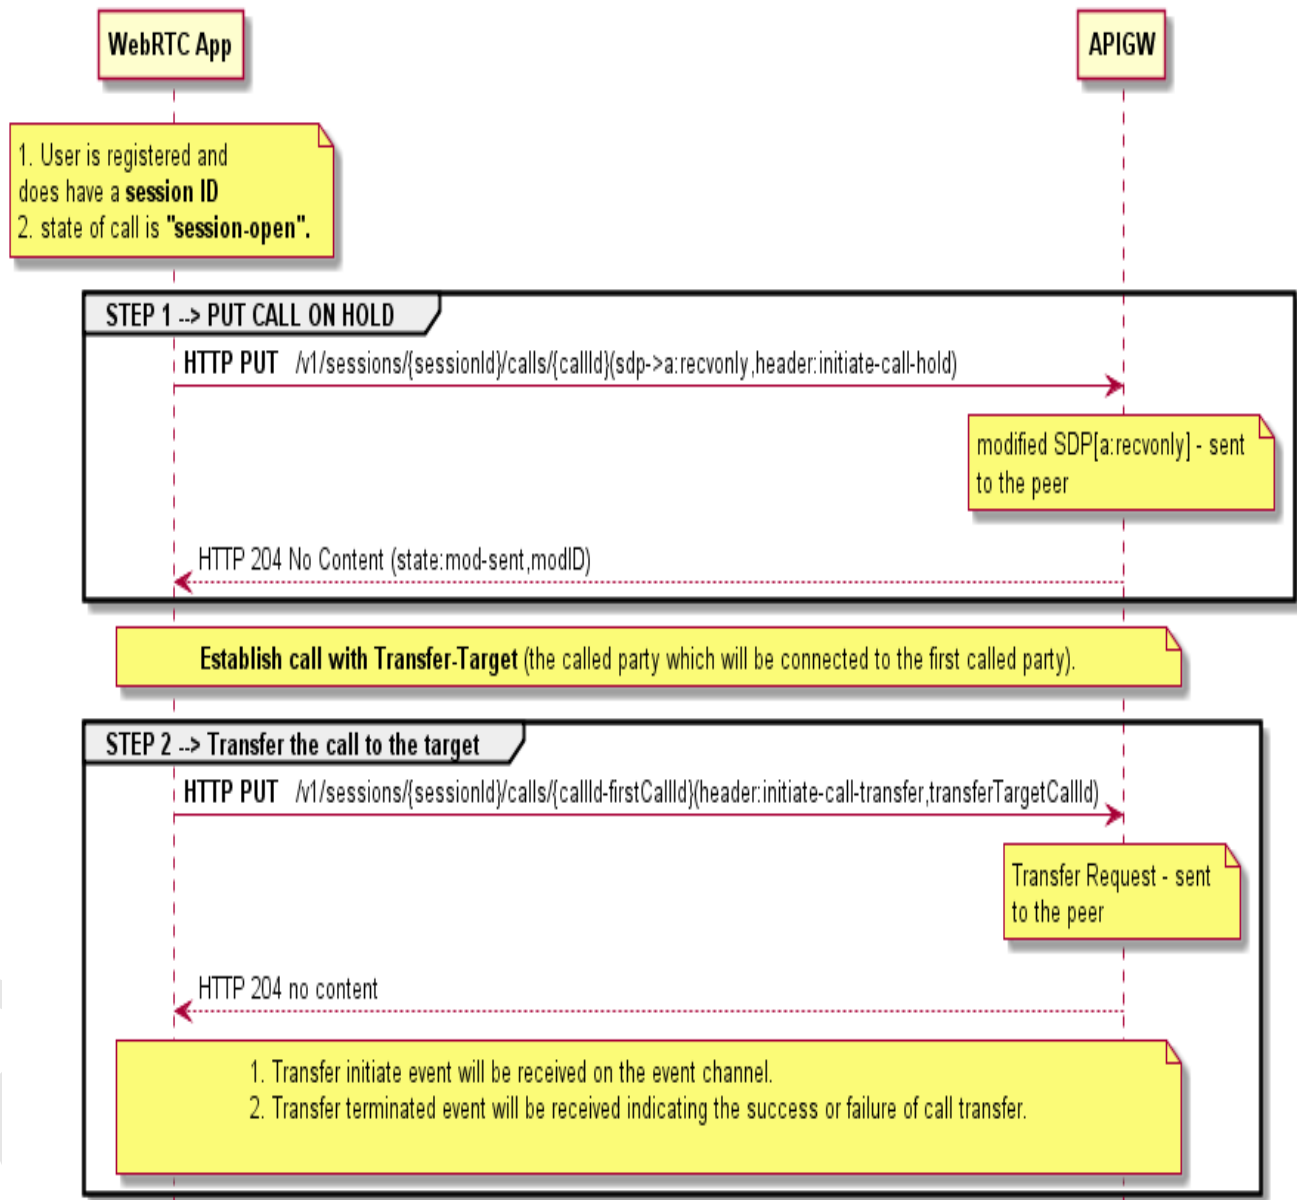 WebRTC App
APIGW
1. User is registered and
does have a session ID
2. state of call is "session-open".
STEP 1 --> PUT CALL ON HOLD
HTTP PUT /v1/sessions/{sessionId}/calls/{callId}(sdp->a:recvonly,header:initiate-call-hold)
modified SDP[a:recvonly] - sent
to the peer
HTTP 204 No Content (state:mod-sent,modID)
Establish call with Transfer-Target (the called party which will be connected to the first called party).
STEP 2 --> Transfer the call to the target
HTTP PUT /v1/sessions/{sessionId}/calls/{callId-firstCallId}(header:initiate-call-transfer,transferTargetCallId)
Transfer Request - sent
to the peer
HTTP 204 no content
1. Transfer initiate event will be received on the event channel.
2. Transfer terminated event will be received indicating the success or failure of call transfer.